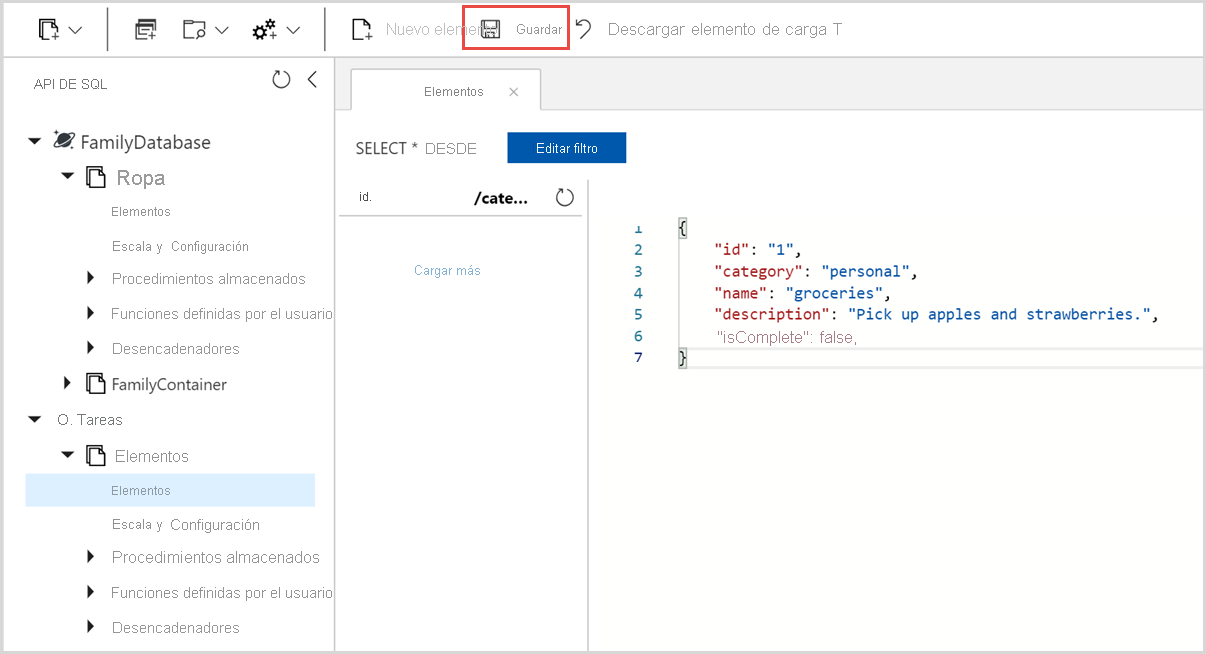 Nuevo elemento Guardar Descargar elemento de carga T
API DE SQL
FamilyDatabase
Ropa
Elementos
Escala y Configuración
Procedimientos almacenados
Funciones definidas por el usuario
Desencadenadores
FamilyContainer
O. Tareas
Elementos
Elementos
Escala y Configuración
Procedimientos almacenados
Funciones definidas por el usuario
Desencadenadores
Elementos ×
SELECT * DESDE Editar filtro
id. /cate...
Cargar más
1 {
2 "id": "1",
3 "category": "personal",
4 "name": "groceries",
5 "description": "Pick up apples and strawberries.",
6 "isComplete": false,
7 }